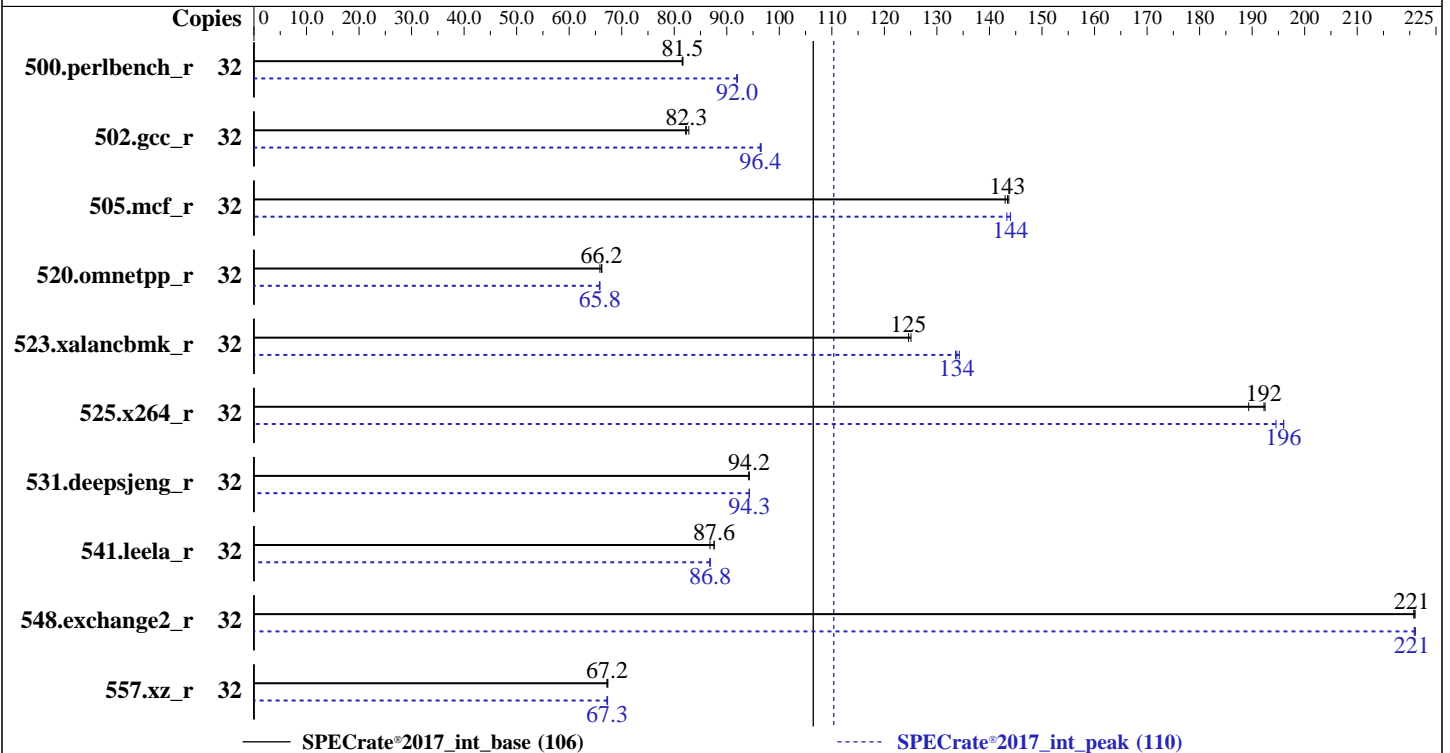 Copies 0 10.0 20.0 30.0 40.0 50.0 60.0 70.0 80.0 90.0 100 110 120 130 140 150 160 170 180 190 200 210 225
500.perlbench_r 32 81.5
92.0
502.gcc_r 32 82.3
96.4
505.mcf_r 32 143
144
520.omnetpp_r 32 66.2
65.8
523.xalancbmk_r 32 125
134
525.x264_r 32 192
196
531.deepsjeng_r 32 94.2
94.3
541.leela_r 32 87.6
86.8
548.exchange2_r 32 221
221
557.xz_r 32 67.2
67.3
SPECrate®2017_int_base (106) SPECrate®2017_int_peak (110)